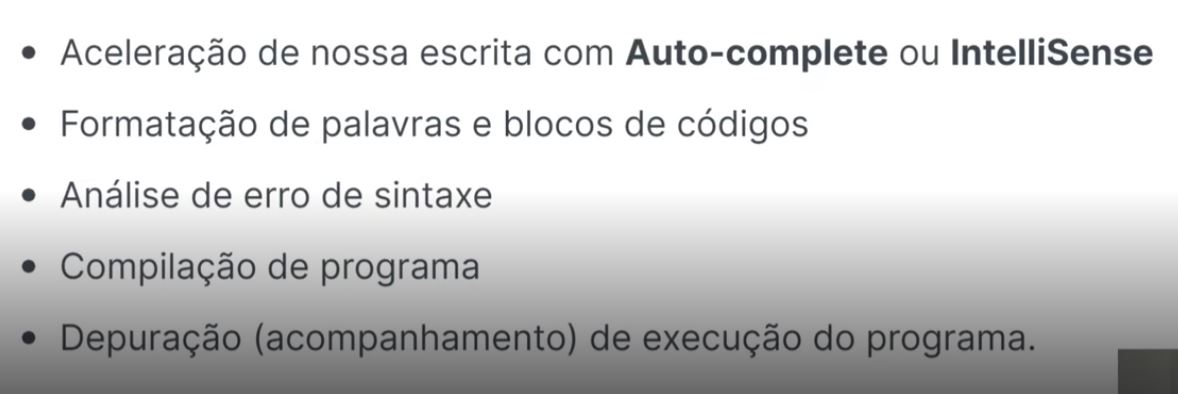 • Aceleração de nossa escrita com Auto-complete ou IntelliSense
• Formatação de palavras e blocos de códigos
• Análise de erro de sintaxe
• Compilação de programa
• Depuração (acompanhamento) de execução do programa.